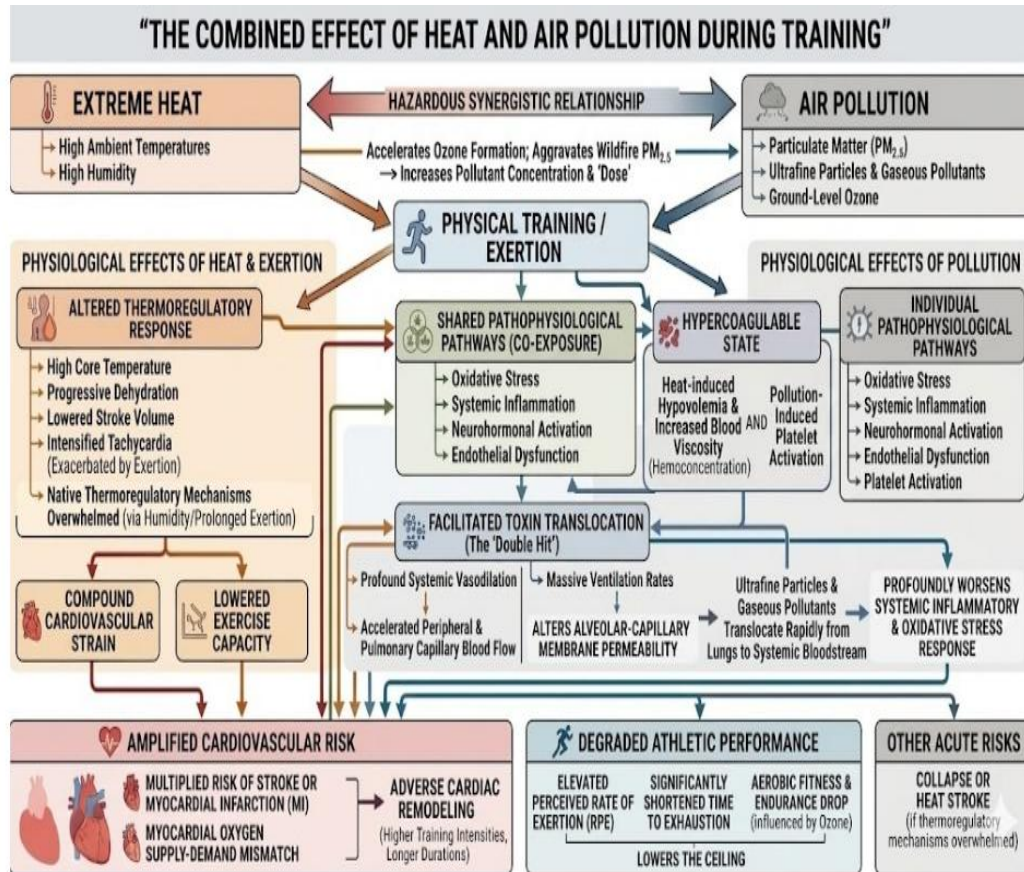 “THE COMBINED EFFECT OF HEAT AND AIR POLLUTION DURING TRAINING”
EXTREME HEAT
High Ambient Temperatures
High Humidity
HAZARDOUS SYNERGISTIC RELATIONSHIP
Accelerates Ozone Formation; Aggravates Wildfire PM2.5
→ Increases Pollutant Concentration & 'Dose'
AIR POLLUTION
Particulate Matter (PM2.5)
Ultrafine Particles & Gaseous Pollutants
Ground-Level Ozone
PHYSICAL TRAINING /
EXERTION
PHYSIOLOGICAL EFFECTS OF HEAT & EXERTION
ALTERED THERMOREGULATORY
RESPONSE
High Core Temperature
Progressive Dehydration
Lowered Stroke Volume
Intensified Tachycardia
(Exacerbated by Exertion)
Native Thermoregulatory Mechanisms
Overwhelmed (via Humidity/Prolonged Exertion)
COMPOUND
CARDIOVASCULAR
STRAIN
LOWERED
EXERCISE
CAPACITY
SHARED PATHOPHYSIOLOGICAL
PATHWAYS (CO-EXPOSURE)
Oxidative Stress
Systemic Inflammation
Neurohormonal Activation
Endothelial Dysfunction
HYPERCOAGULABLE
STATE
Heat-induced
Hypovolemia &
Increased Blood
Viscosity
(Hemoconcentration)
AND
Pollution-
Induced
Platelet
Activation
PHYSIOLOGICAL EFFECTS OF POLLUTION
INDIVIDUAL
PATHOPHYSIOLOGICAL
PATHWAYS
Oxidative Stress
Systemic Inflammation
Neurohormonal Activation
Endothelial Dysfunction
Platelet Activation
FACILITATED TOXIN TRANSLOCATION
(The 'Double Hit')
Profound Systemic Vasodilation
Accelerated Peripheral &
Pulmonary Capillary Blood Flow
Massive Ventilation Rates
ALTERS ALVEOLAR-CAPILLARY
MEMBRANE PERMEABILITY
Ultrafine Particles &
Gaseous Pollutants
Translocate Rapidly from
Lungs to Systemic Bloodstream
PROFOUNDLY WORSENS
SYSTEMIC INFLAMMATORY
& OXIDATIVE STRESS
RESPONSE
AMPLIFIED CARDIOVASCULAR RISK
MULTIPLIED RISK OF STROKE OR
MYOCARDIAL INFARCTION (MI)
MYOCARDIAL OXYGEN
SUPPLY-DEMAND MISMATCH
ADVERSE CARDIAC
REMODELING
(Higher Training Intensities,
Longer Durations)
DEGRADED ATHLETIC PERFORMANCE
ELEVATED
PERCEIVED RATE OF
EXERTION (RPE)
SIGNIFICANTLY
SHORTENED TIME
TO EXHAUSTION
AEROBIC FITNESS &
ENDURANCE DROP
(influenced by Ozone)
LOWERS THE CEILING
OTHER ACUTE RISKS
COLLAPSE OR
HEAT STROKE
(if thermoregulatory
mechanisms overwhelmed)